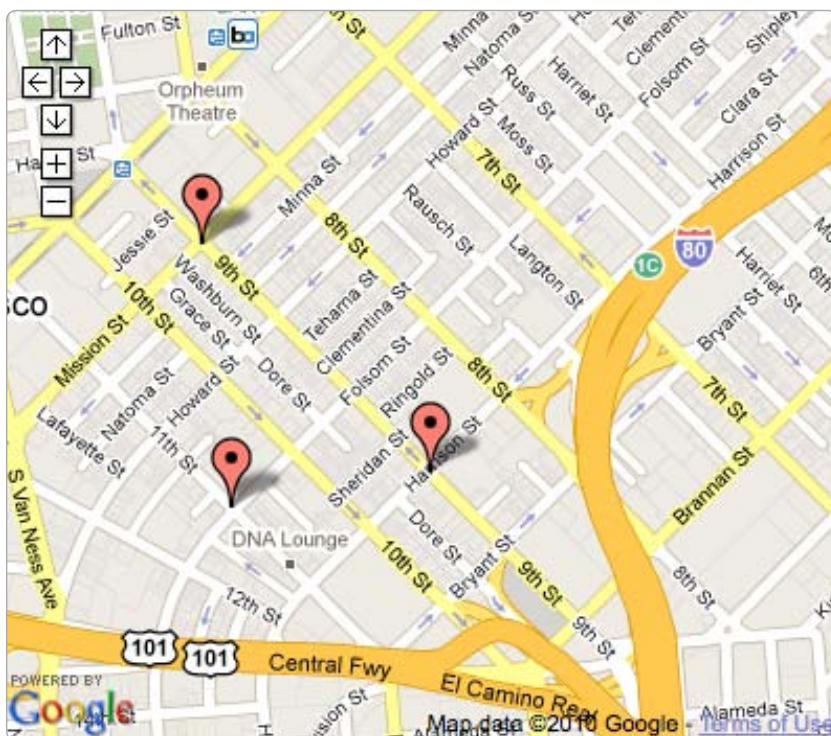 Fulton St
Orpheum
Theatre
Minna St
Natoma St
Russ St
Moss St
Harriet St
Tehama St
Clementina St
Folsom St
Shipley
Clara St
Harrison St
Howard St
7th St
Minna St
8th St
Rausch St
Langton St
1C
80
Harriet St
6th
Jessie St
9th St
Washburn St
Grace St
10th St
Tehama St
Clementina St
Bryant St
SCO
Mission St
Natoma St
Howard St
Dore St
Folsom St
Ringold St
8th St
7th St
Lafayette St
11th St
Sheridan St
Harrison St
Brannan St
S Van Ness Ave
DNA Lounge
Dore St
10th St
Bryant St
9th St
9th St
8th St
12th St
101
101
Central Fwy
El Camino Real
POWERED BY
Google
Alameda St
Map data ©2010 Google - Terms of Use